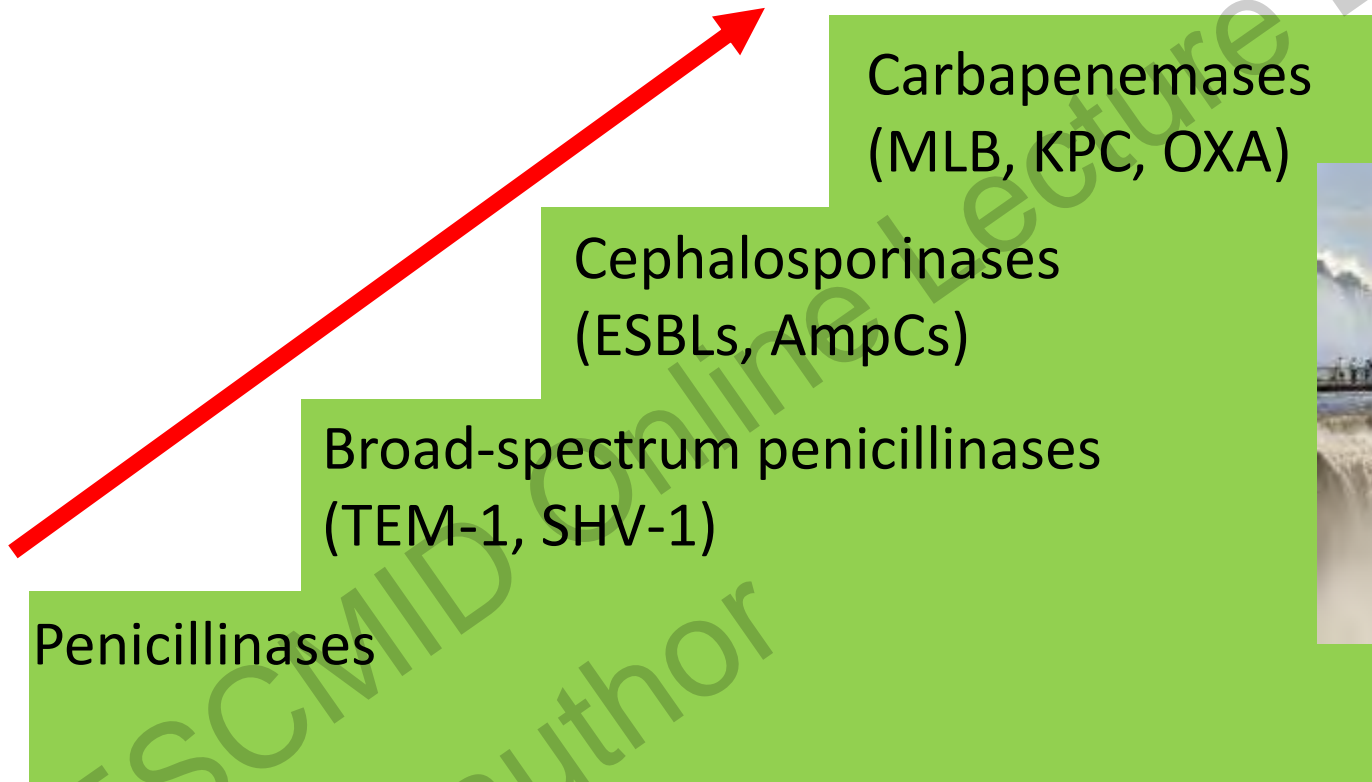 Carbapenemases
(MLB, KPC, OXA)
Cephalosporinases
(ESBLs, AmpCs)
Broad-spectrum penicillinases
(TEM-1, SHV-1)
Penicillinases
ESCMID Online Lecture
author